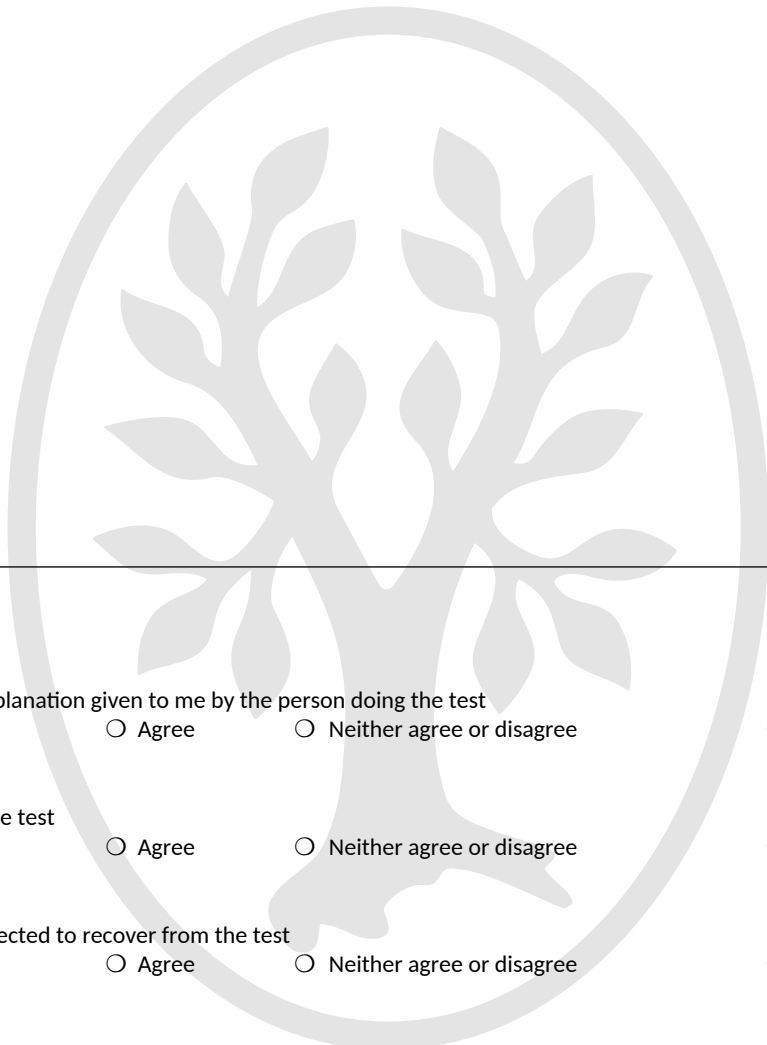 planation given to me by the person doing the test
❍ Agree ❍ Neither agree or disagree
e test
❍ Agree ❍ Neither agree or disagree
ected to recover from the test
❍ Agree ❍ Neither agree or disagree